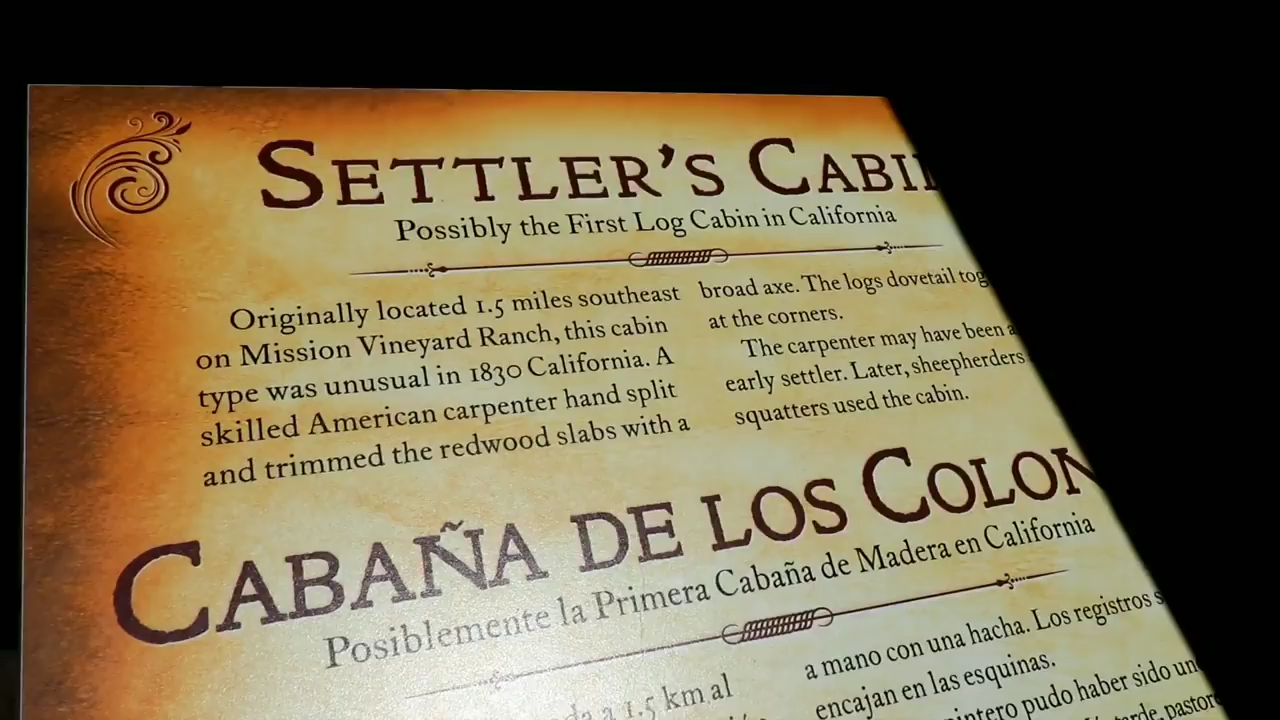 SETTLER'S
Possibly the First Log Cabin in California
Originally located 1.5 miles southeast
on Mission Vineyard Ranch, this cabin
type was unusual in 1830 California. A
skilled American carpenter hand split
and trimmed the redwood slabs with a
broad axe. The logs dovetail
at the corners.
The carpenter may have been
early settler. Later, sheepherders
squatters used the cabin.
CABAÑA DE LOS
Posiblemente la Primera Cabaña de Madera en California
a 1.5 km al
a mano con una hacha. Los registros
encajan en las esquinas.
pudo haber sido